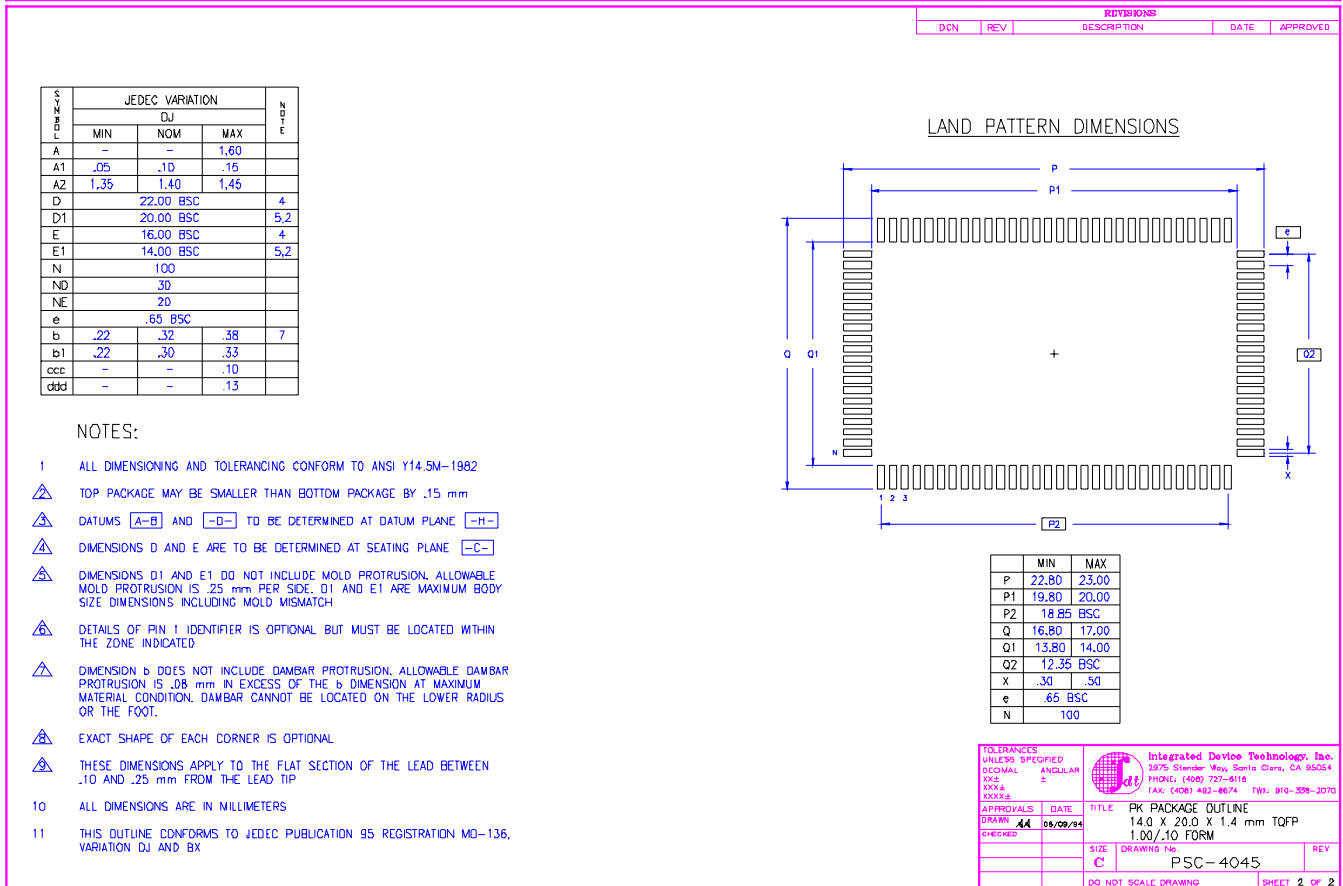 REVISIONS
DCN REV DESCRIPTION DATE APPROVED
SYMBOL JEDEC VARIATION NOTE
DJ
MIN NOM MAX
A – – 1.60
A1 .05 .10 .15
A2 1.35 1.40 1.45
D 22.00 BSC 4
D1 20.00 BSC 5,2
E 16.00 BSC 4
E1 14.00 BSC 5,2
N 100
ND 30
NE 20
e .65 BSC
b .22 .32 .38 7
b1 .22 .30 .33
ccc – – .10
ddd – – .13
NOTES:
1 ALL DIMENSIONING AND TOLERANCING CONFORM TO ANSI Y14.5M–1982
2 TOP PACKAGE MAY BE SMALLER THAN BOTTOM PACKAGE BY .15 mm
3 DATUMS A–B AND –D– TO BE DETERMINED AT DATUM PLANE –H–
4 DIMENSIONS D AND E ARE TO BE DETERMINED AT SEATING PLANE –C–
5 DIMENSIONS D1 AND E1 DO NOT INCLUDE MOLD PROTRUSION. ALLOWABLE
MOLD PROTRUSION IS .25 mm PER SIDE. D1 AND E1 ARE MAXIMUM BODY
SIZE DIMENSIONS INCLUDING MOLD MISMATCH
6 DETAILS OF PIN 1 IDENTIFIER IS OPTIONAL BUT MUST BE LOCATED WITHIN
THE ZONE INDICATED
7 DIMENSION b DOES NOT INCLUDE DAMBAR PROTRUSION. ALLOWABLE DAMBAR
PROTRUSION IS .08 mm IN EXCESS OF THE b DIMENSION AT MAXIMUM
MATERIAL CONDITION. DAMBAR CANNOT BE LOCATED ON THE LOWER RADIUS
OR THE FOOT.
8 EXACT SHAPE OF EACH CORNER IS OPTIONAL
9 THESE DIMENSIONS APPLY TO THE FLAT SECTION OF THE LEAD BETWEEN
.10 AND .25 mm FROM THE LEAD TIP
10 ALL DIMENSIONS ARE IN MILLIMETERS
11 THIS OUTLINE CONFORMS TO JEDEC PUBLICATION 95 REGISTRATION MO–136,
VARIATION DJ AND BX
LAND PATTERN DIMENSIONS
P
P1
e
Q Q1 Q2
N
X
1 2 3
P2
MIN MAX
P 22.80 23.00
P1 19.80 20.00
P2 18.85 BSC
Q 16.80 17.00
Q1 13.80 14.00
Q2 12.35 BSC
X .30 .50
e .65 BSC
N 100
TOLERANCES
UNLESS SPECIFIED
DECIMAL ANGULAR
XX± ±
XXX±
XXXX±
idt
Integrated Device Technology, Inc.
2975 Stender Way, Santa Clara, CA 95054
PHONE: (408) 727–6116
FAX: (408) 492–8674 TWX: 910–338–2070
APPROVALS DATE
DRAWN AA 08/09/94
CHECKED
TITLE PK PACKAGE OUTLINE
14.0 X 20.0 X 1.4 mm TQFP
1.00/.10 FORM
SIZE DRAWING No. REV
C PSC–4045
DO NOT SCALE DRAWING SHEET 2 OF 2